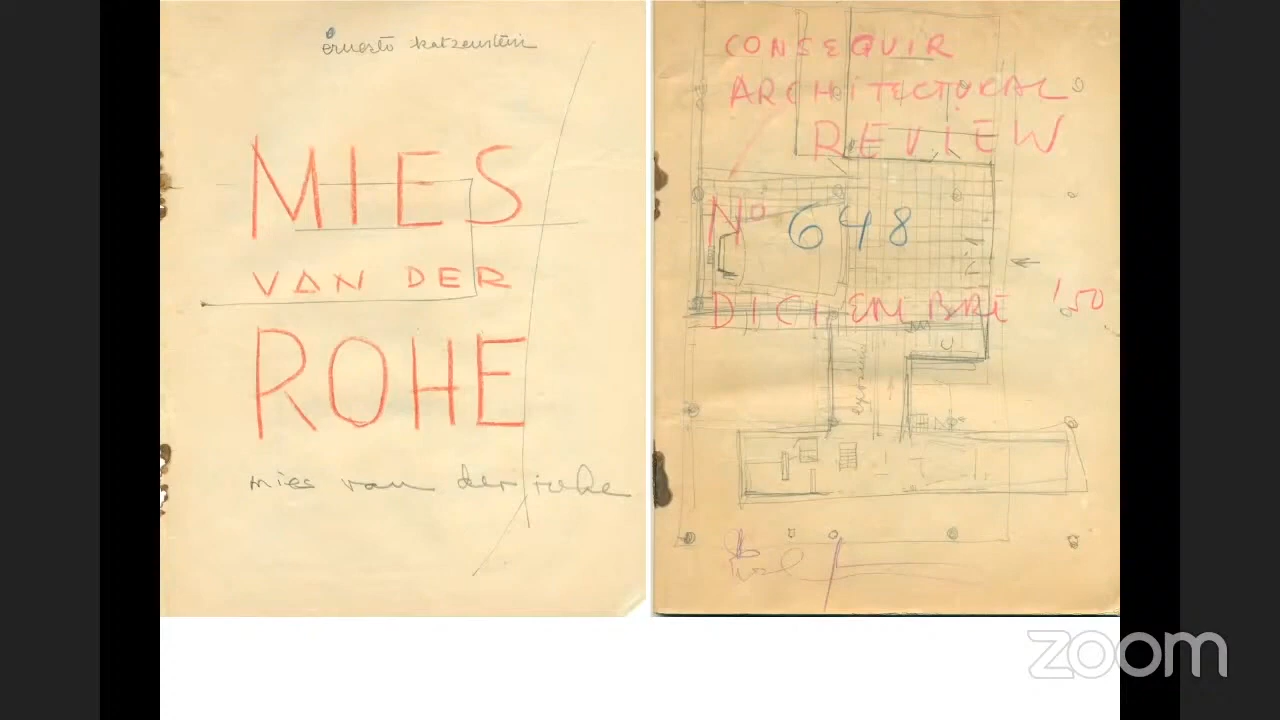 ernesto katzenstein
MIES
VAN DER
ROHE
mies van der rohe
CONSEGUIR
ARCHITECTURAL
REVIEW
Nº 648
DICIEMBRE '50
zoom